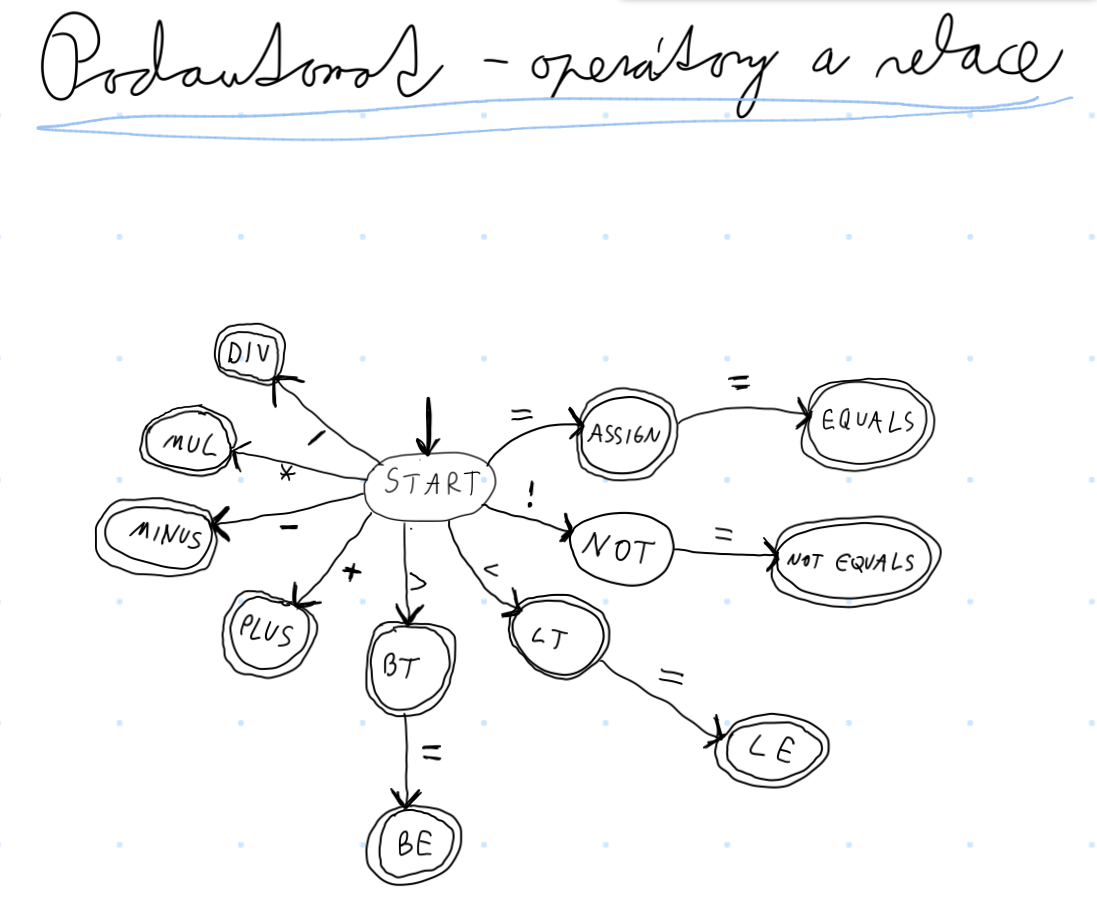 Podautomat - operátory a relace
DIV
/
MUL
*
START
=
ASSIGN
=
EQUALS
!
NOT
=
NOT EQUALS
MINUS
-
PLUS
+
>
BT
<
LT
=
LE
=
BE